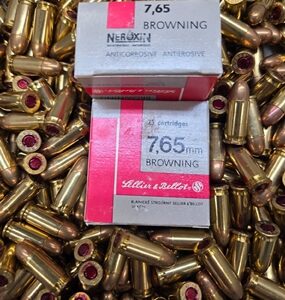 7,65
BROWNING
NEROXIN
ANTICORROSIVE ANTIEROSIVE
25 cartridges
7,65mm
BROWNING
Sellier & Bellot